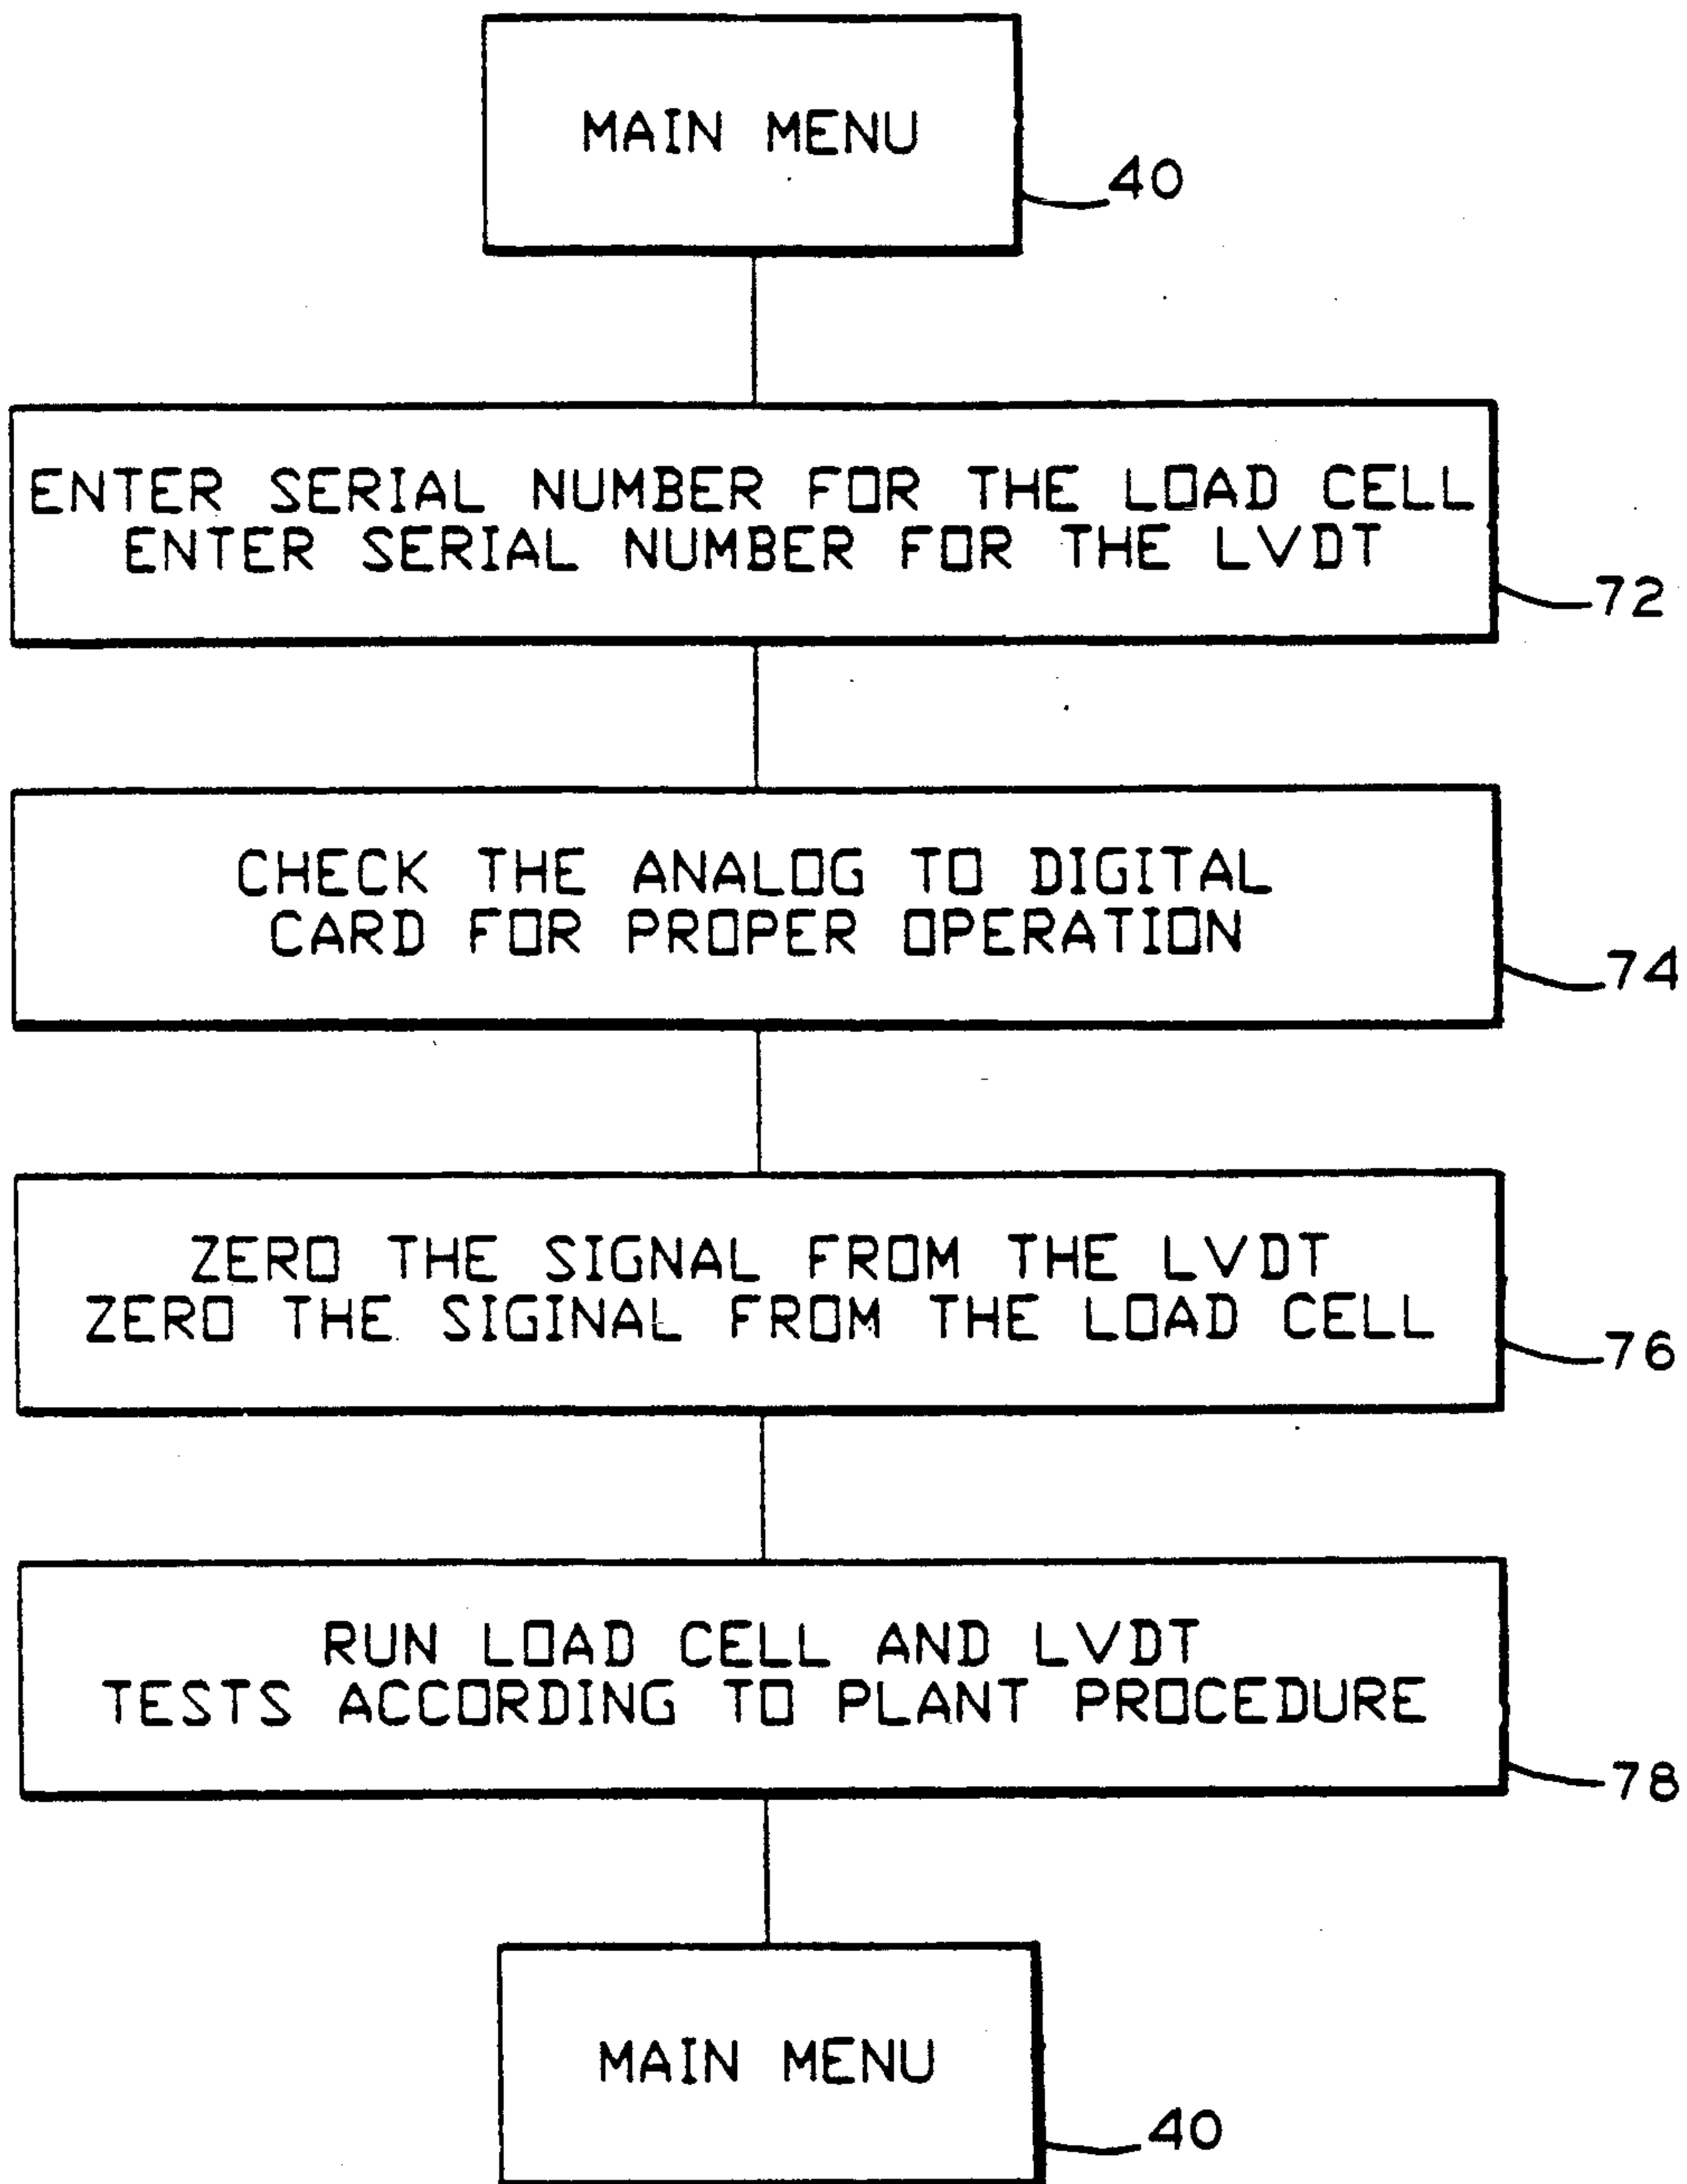 MAIN MENU
40
ENTER SERIAL NUMBER FOR THE LOAD CELL
ENTER SERIAL NUMBER FOR THE LVDT
72
CHECK THE ANALOG TO DIGITAL
CARD FOR PROPER OPERATION
74
ZERO THE SIGNAL FROM THE LVDT
ZERO THE SIGINAL FROM THE LOAD CELL
76
RUN LOAD CELL AND LVDT
TESTS ACCORDING TO PLANT PROCEDURE
78
MAIN MENU
40